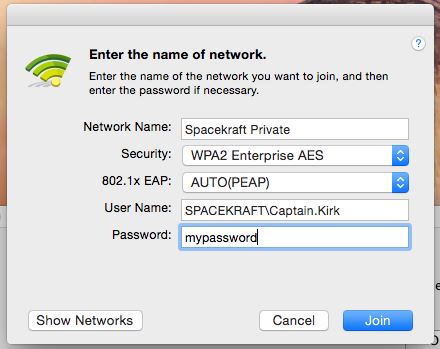 Enter the name of network.
?
Enter the name of the network you want to join, and then
enter the password if necessary.
Network Name: Spacekraft Private
Security: WPA2 Enterprise AES
802.1x EAP: AUTO(PEAP)
User Name: SPACEKRAFT\Captain.Kirk
Password: mypassword
Show Networks Cancel Join